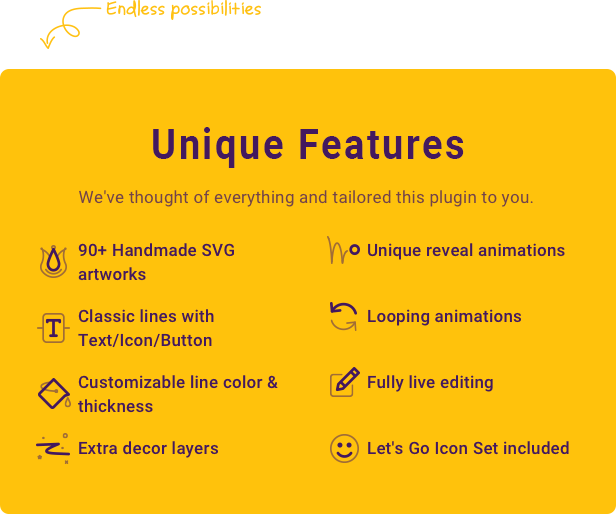 Endless possibilities
Unique Features
We've thought of everything and tailored this plugin to you.
90+ Handmade SVG
artworks
Classic lines with
Text/Icon/Button
Customizable line color &
thickness
Extra decor layers
Unique reveal animations
Looping animations
Fully live editing
Let's Go Icon Set included